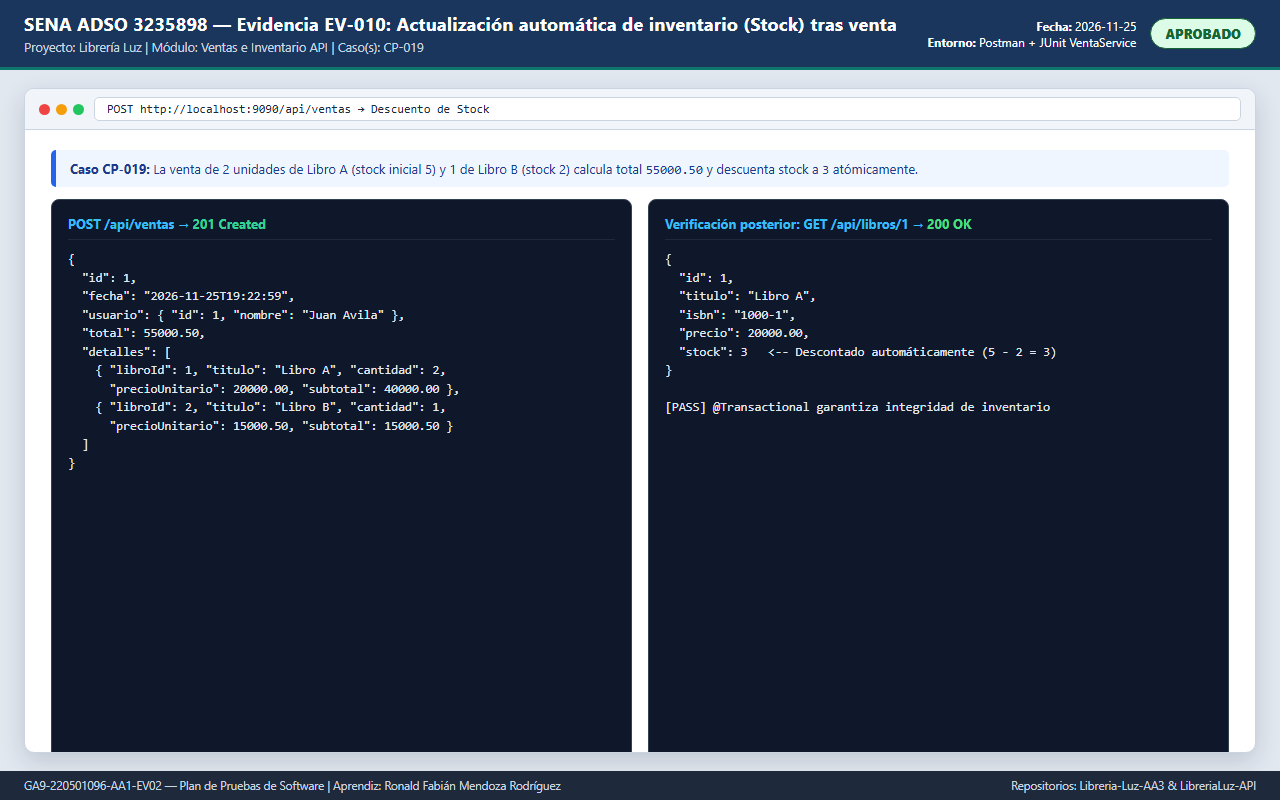 SENA ADSO 3235898 — Evidencia EV-010: Actualización automática de inventario (Stock) tras venta
Proyecto: Librería Luz | Módulo: Ventas e Inventario API | Caso(s): CP-019
Fecha: 2026-11-25
Entorno: Postman + JUnit VentaService
APROBADO
POST http://localhost:9090/api/ventas → Descuento de Stock
Caso CP-019: La venta de 2 unidades de Libro A (stock inicial 5) y 1 de Libro B (stock 2) calcula total 55000.50 y descuenta stock a 3 atómicamente.
POST /api/ventas → 201 Created
{
  "id": 1,
  "fecha": "2026-11-25T19:22:59",
  "usuario": { "id": 1, "nombre": "Juan Avila" },
  "total": 55000.50,
  "detalles": [
    { "libroId": 1, "titulo": "Libro A", "cantidad": 2,
      "precioUnitario": 20000.00, "subtotal": 40000.00 },
    { "libroId": 2, "titulo": "Libro B", "cantidad": 1,
      "precioUnitario": 15000.50, "subtotal": 15000.50 }
  ]
}
Verificación posterior: GET /api/libros/1 → 200 OK
{
  "id": 1,
  "titulo": "Libro A",
  "isbn": "1000-1",
  "precio": 20000.00,
  "stock": 3   <-- Descontado automáticamente (5 - 2 = 3)
}
[PASS] @Transactional garantiza integridad de inventario
GA9-220501096-AA1-EV02 — Plan de Pruebas de Software | Aprendiz: Ronald Fabián Mendoza Rodríguez
Repositorios: Libreria-Luz-AA3 & LibreriaLuz-API